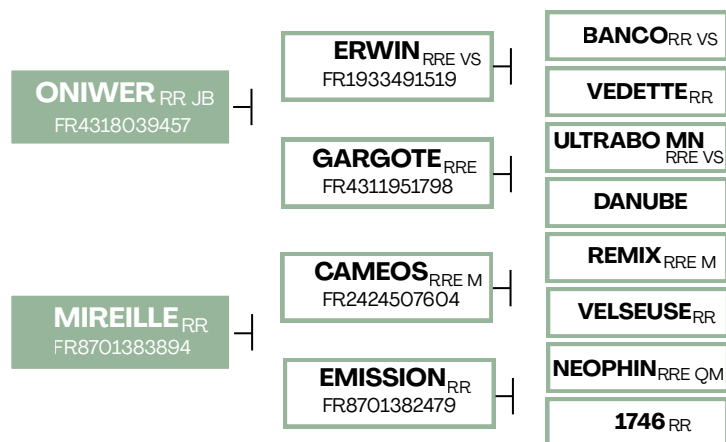 ONIWER RR JB
FR4318039457
ERWIN RRE VS
FR1933491519
BANCO RR VS
VEDETTE RR
GARGOTE RRE
FR4311951798
ULTRABO MN
RRE VS
DANUBE
MIREILLE RR
FR8701383894
CAMEOS RRE M
FR2424507604
REMIX RRE M
VELSEUSE RR
EMISSION RR
FR8701382479
NEOPHIN RRE QM
1746 RR